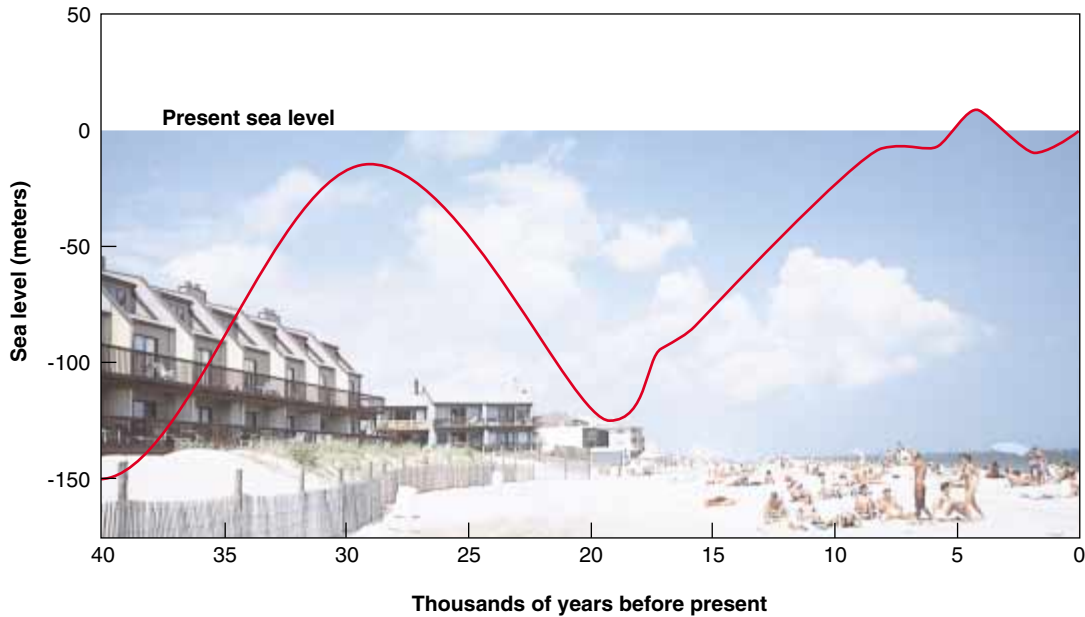 50
Present sea level
0
-50
-100
-150
Sea level (meters)
40 35 30 25 20 15 10 5 0
Thousands of years before present